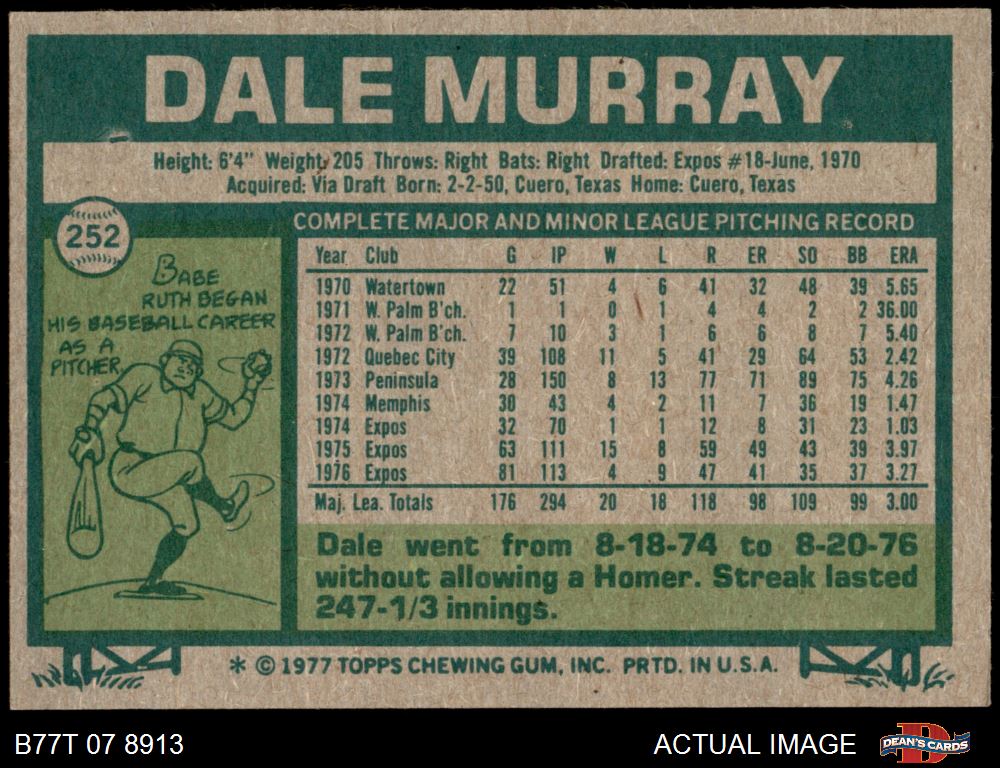 DALE MURRAY
Height: 6'4" Weight: 205 Throws: Right Bats: Right Drafted: Expos #18-June, 1970
Acquired: Via Draft Born: 2-2-50, Cuero, Texas Home: Cuero, Texas
252
BABE
RUTH BEGAN
HIS BASEBALL CAREER
AS A
PITCHER.
COMPLETE MAJOR AND MINOR LEAGUE PITCHING RECORD
Year Club G IP W L R ER SO BB ERA
1970 Watertown 22 51 4 6 41 32 48 39 5.65
1971 W. Palm B'ch. 1 1 0 1 4 4 2 2 36.00
1972 W. Palm B'ch. 7 10 3 1 6 6 8 7 5.40
1972 Quebec City 39 108 11 5 41 29 64 53 2.42
1973 Peninsula 28 150 8 13 77 71 89 75 4.26
1974 Memphis 30 43 4 2 11 7 36 19 1.47
1974 Expos 32 70 1 1 12 8 31 23 1.03
1975 Expos 63 111 15 8 59 49 43 39 3.97
1976 Expos 81 113 4 9 47 41 35 37 3.27
Maj. Lea. Totals 176 294 20 18 118 98 109 99 3.00
Dale went from 8-18-74 to 8-20-76
without allowing a Homer. Streak lasted
247-1/3 innings.
* © 1977 TOPPS CHEWING GUM, INC. PRTD. IN U.S.A.
B77T 07 8913
ACTUAL IMAGE
B
DEAN'S CARDS